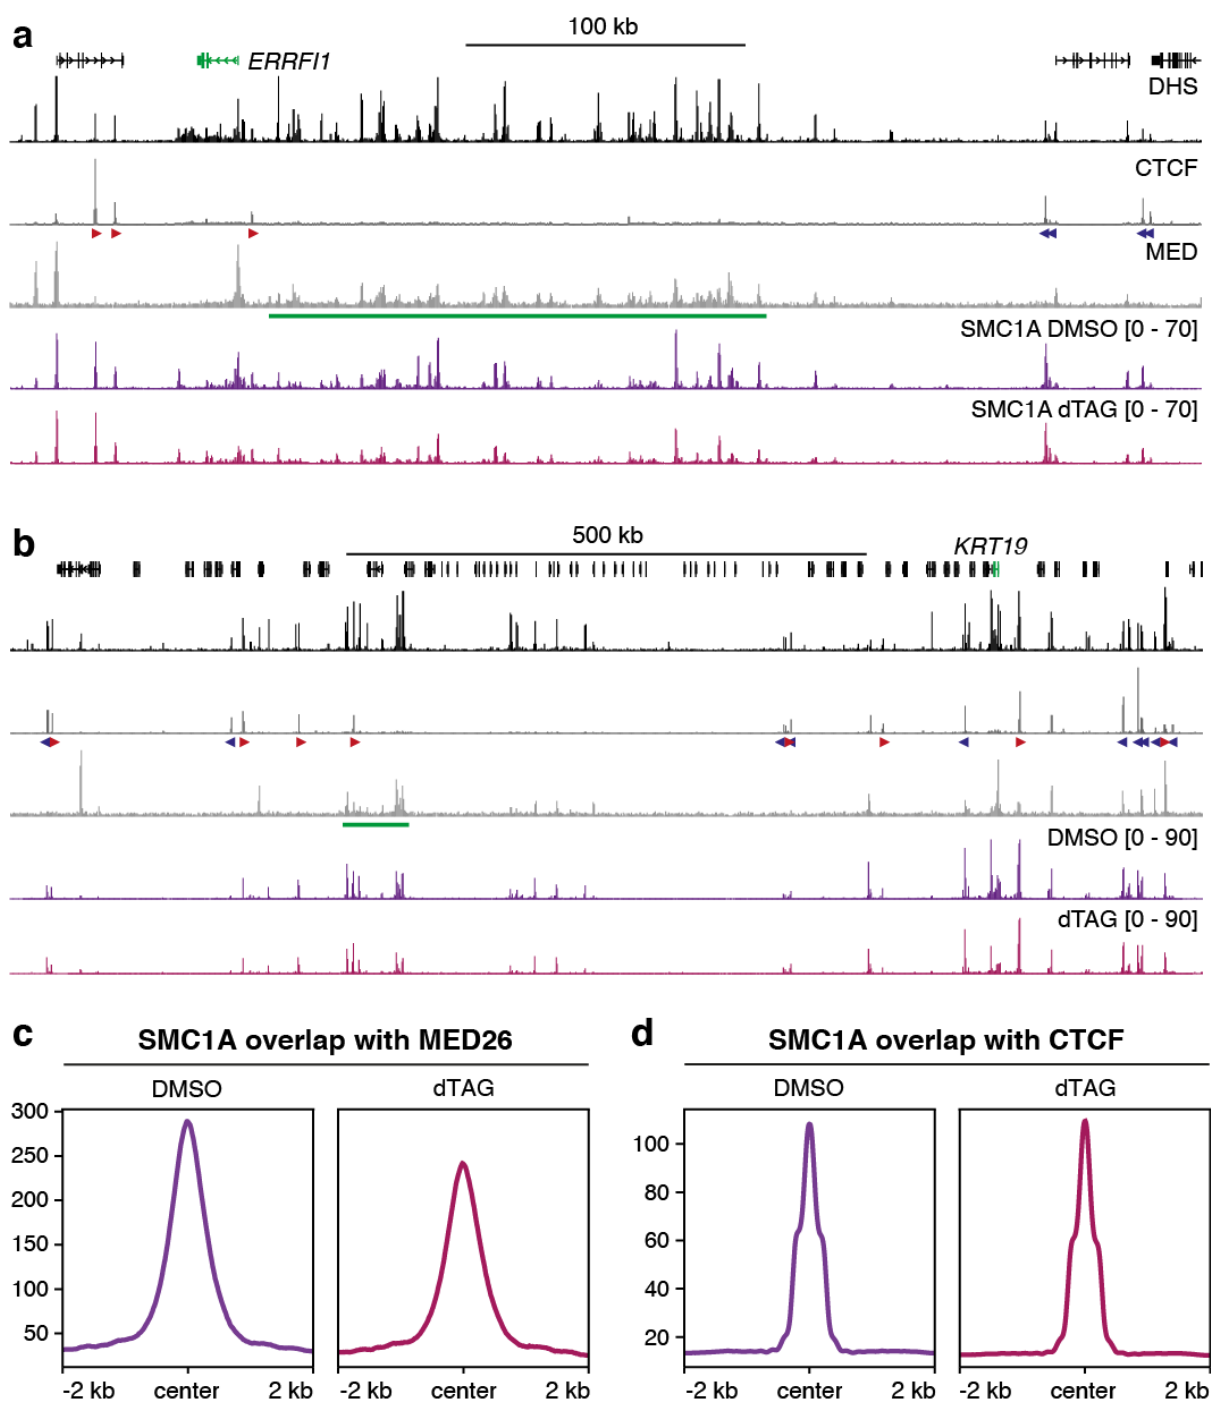 a
100 kb
ERRFI1
DHS
CTCF
MED
SMC1A DMSO [0 - 70]
SMC1A dTAG [0 - 70]
b
500 kb
KRT19
DMSO [0 - 90]
dTAG [0 - 90]
c
SMC1A overlap with MED26
DMSO
dTAG
300
250
200
150
100
50
-2 kb center 2 kb
-2 kb center 2 kb
d
SMC1A overlap with CTCF
DMSO
dTAG
100
80
60
40
20
-2 kb center 2 kb
-2 kb center 2 kb